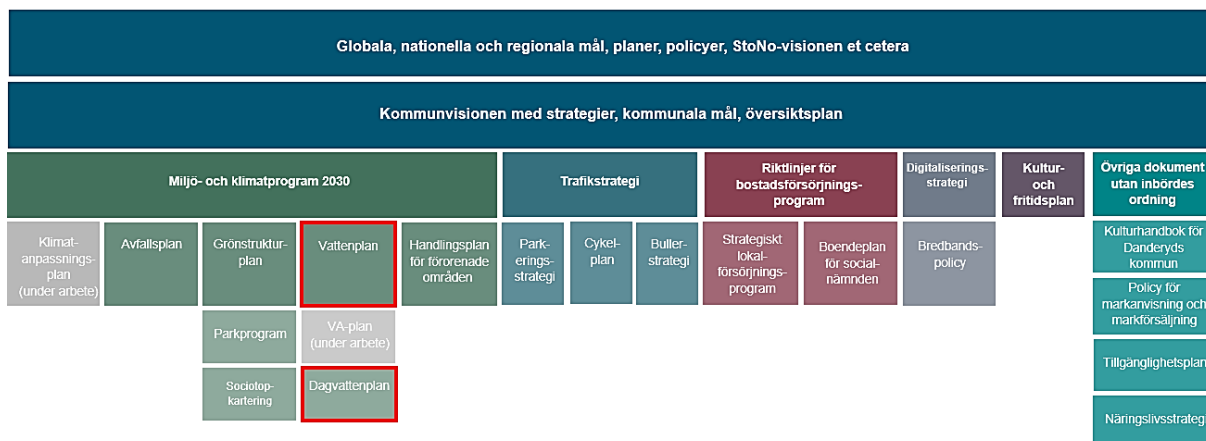 Globala, nationella och regionala mål, planer, policyer, StoNo-visionen et cetera
Kommunvisionen med strategier, kommunala mål, översiktsplan
Miljö- och klimatprogram 2030
Trafikstrategi
Riktlinjer för
bostadsförsörjnings-
program
Digitaliserings-
strategi
Kultur-
och
fritidsplan
Övriga dokument
utan inbördes
ordning
Klimat-
anpassnings-
plan
(under arbete)
Avfallsplan
Grönstruktur-
plan
Vattenplan
Handlingsplan
för förorenade
områden
Park-
erings-
strategi
Cykel-
plan
Buller-
strategi
Strategiskt
lokal-
försörjnings-
program
Boendeplan
för social-
nämnden
Bredbands-
policy
Kulturhandbok för
Danderyds
kommun
Parkprogram
VA-plan
(under arbete)
Policy för
markanvisning och
markförsäljning
Sociotop-
kartering
Dagvattenplan
Tillgänglighetsplan
Näringslivsstrategi